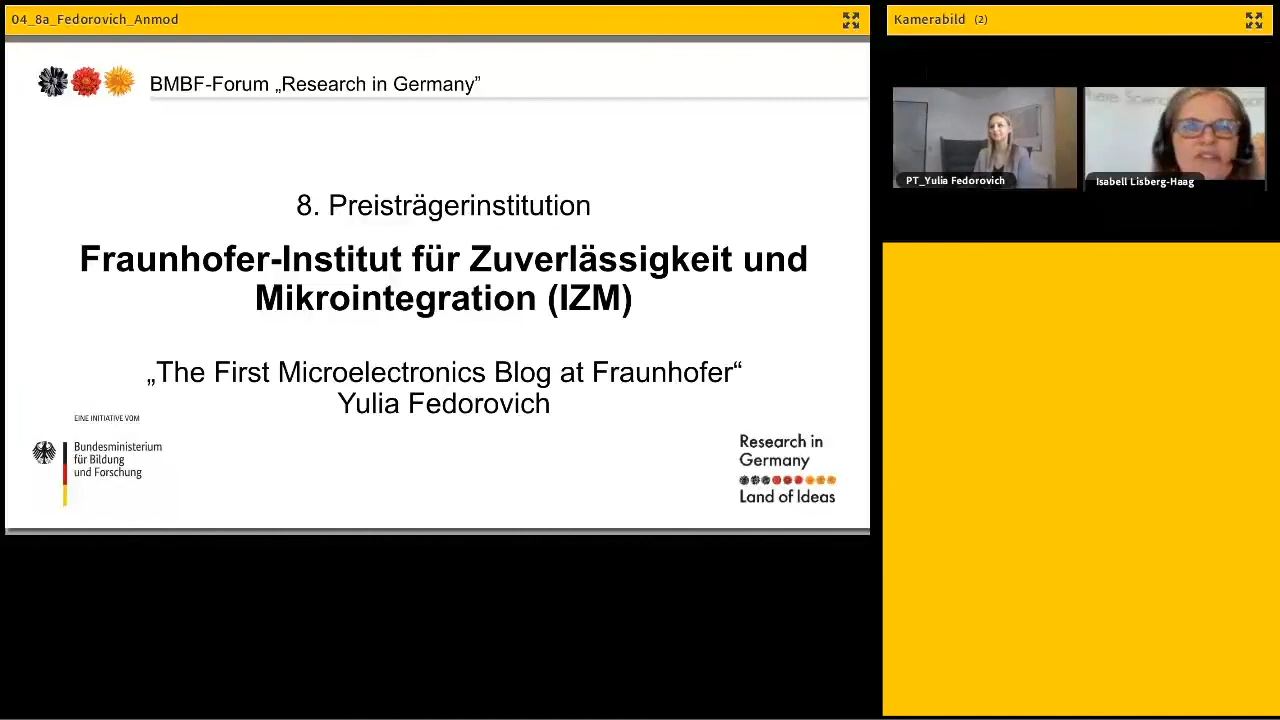 04_8a_Fedorovich_Anmod
Kamerabild (2)
BMBF-Forum „Research in Germany”
8. Preisträgerinstitution
Fraunhofer-Institut für Zuverlässigkeit und
Mikrointegration (IZM)
„The First Microelectronics Blog at Fraunhofer“
Yulia Fedorovich
EINE INITIATIVE VOM
Bundesministerium
für Bildung
und Forschung
Research in
Germany
Land of Ideas
PT_Yulia Fedorovich
Isabell Lisberg-Haag